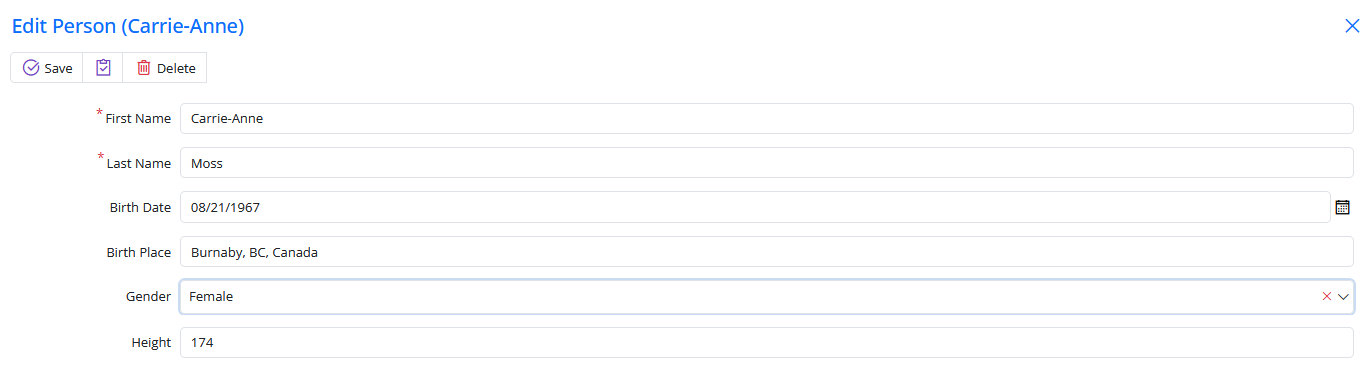 Edit Person (Carrie-Anne)
Save Delete
* First Name Carrie-Anne
* Last Name Moss
Birth Date 08/21/1967
Birth Place Burnaby, BC, Canada
Gender Female
Height 174